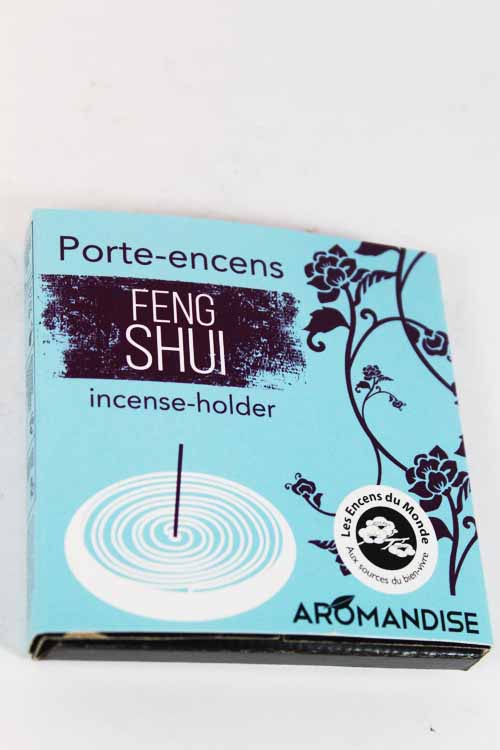 Porte-encens
FENG
SHUI
incense-holder
Les Encens du Monde
Aux sources du bien-vivre
AROMANDISE